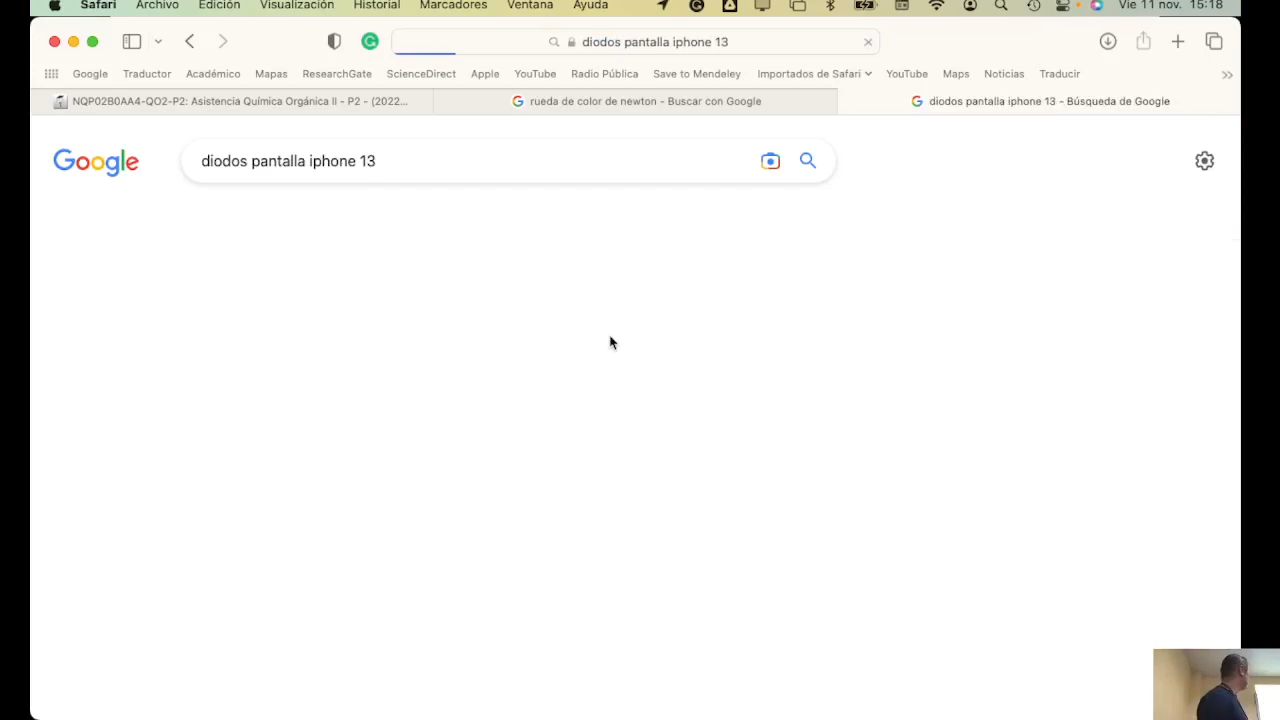 Safari Archivo Edición Visualización Historial Marcadores Ventana Ayuda Vie 11 nov. 15:18
diodos pantalla iphone 13
Google Traductor Académico Mapas ResearchGate ScienceDirect Apple YouTube Radio Pública Save to Mendeley Importados de Safari YouTube Maps Noticias Traducir
NQP02B0AA4-QO2-P2: Asistencia Química Orgánica II - P2 - (2022... rueda de color de newton - Buscar con Google diodos pantalla iphone 13 - Búsqueda de Google
Google diodos pantalla iphone 13